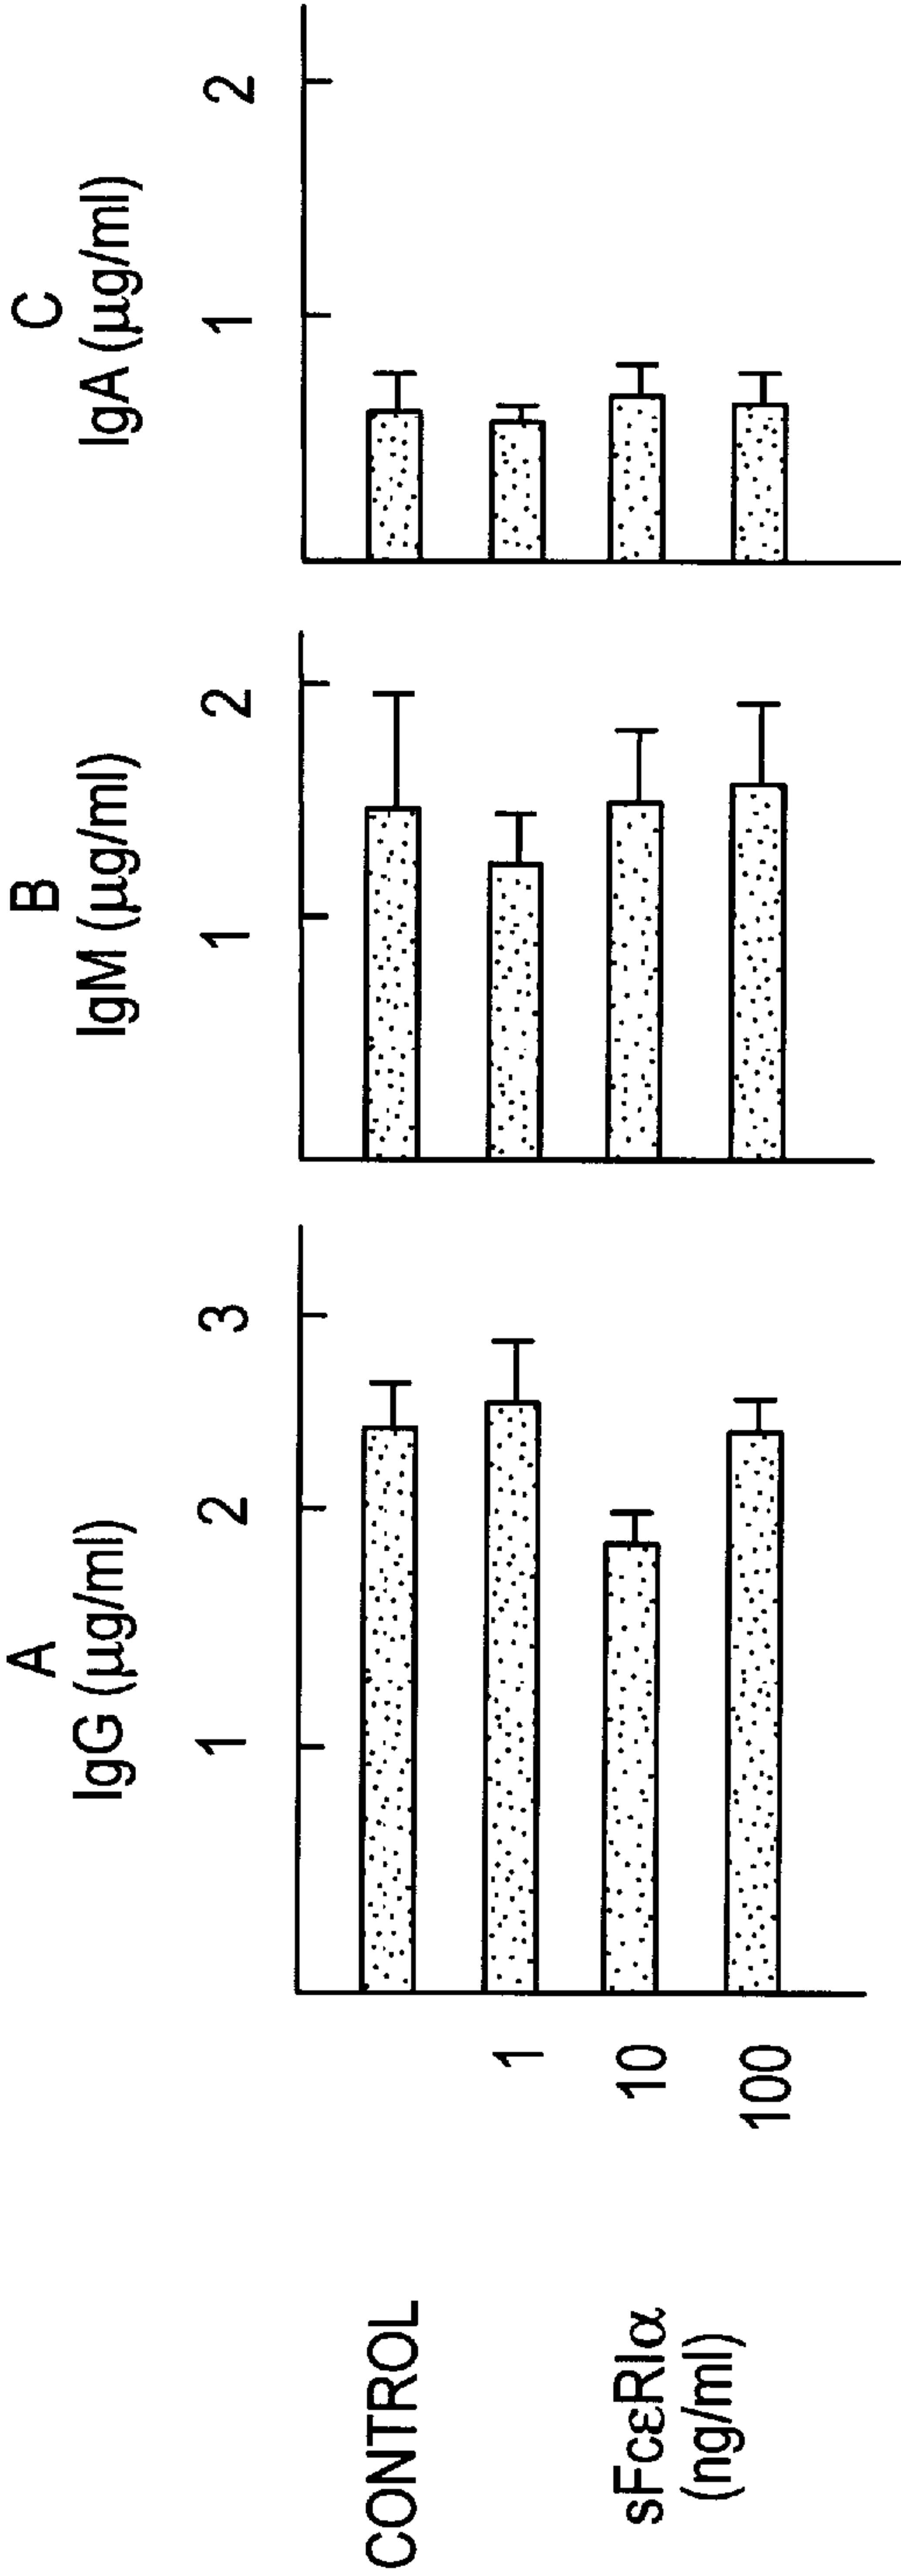 A
IgG (μg/ml)
1 2 3
B
IgM (μg/ml)
1 2
C
IgA (μg/ml)
1 2
CONTROL
1
10
100
sFcεRIα
(ng/ml)